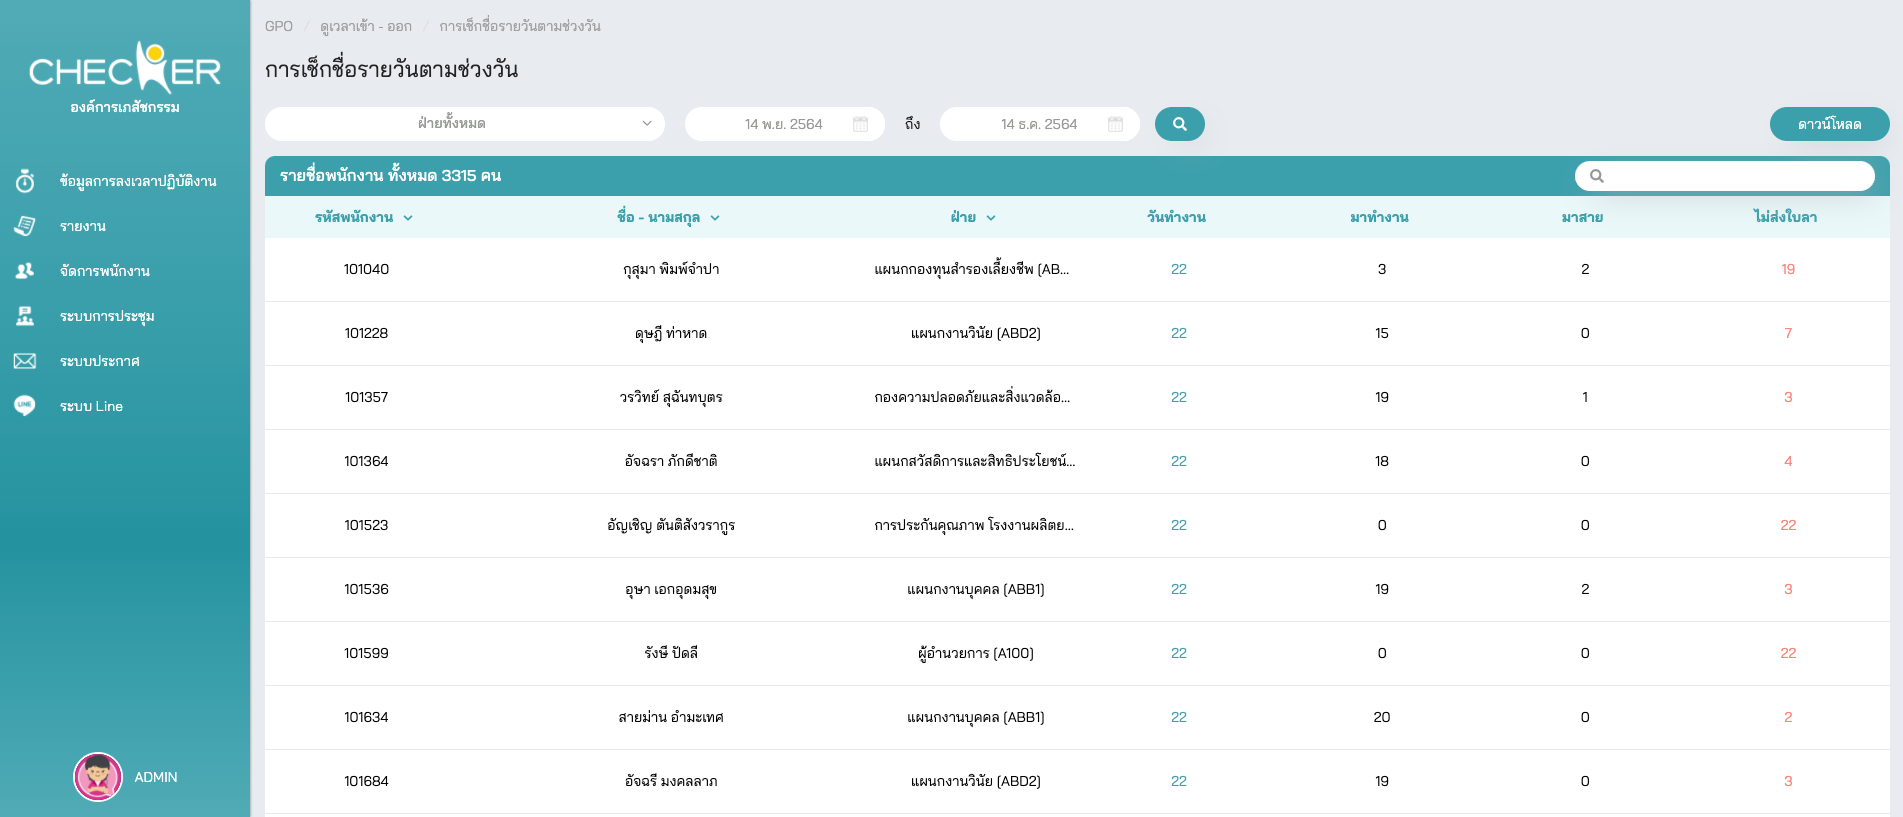 CHECKER
องค์การเภสัชกรรม
ข้อมูลการลงเวลาปฏิบัติงาน
รายงาน
จัดการพนักงาน
ระบบการประชุม
ระบบประกาศ
LINE ระบบ Line
ADMIN
GPO / ดูเวลาเข้า - ออก / การเช็กชื่อรายวันตามช่วงวัน
การเช็กชื่อรายวันตามช่วงวัน
ฝ่ายทั้งหมด 14 พ.ย. 2564 ถึง 14 ธ.ค. 2564 ดาวน์โหลด
รายชื่อพนักงาน ทั้งหมด 3315 คน
รหัสพนักงาน ชื่อ - นามสกุล ฝ่าย วันทำงาน มาทำงาน มาสาย ไม่ส่งใบลา
101040 กุสุมา พิมพ์จำปา แผนกกองทุนสำรองเลี้ยงชีพ (AB... 22 3 2 19
101228 ดุษฎี ท่าหาด แผนกงานวินัย (ABD2) 22 15 0 7
101357 วรวิทย์ สุฉันทบุตร กองความปลอดภัยและสิ่งแวดล้อ... 22 19 1 3
101364 อัจฉรา ภักดีชาติ แผนกสวัสดิการและสิทธิประโยชน์... 22 18 0 4
101523 อัญเชิญ ตันติสังวรากูร การประกันคุณภาพ โรงงานผลิตย... 22 0 0 22
101536 อุษา เอกอุดมสุข แผนกงานบุคคล (ABB1) 22 19 2 3
101599 รังษี ปัดลี ผู้อำนวยการ (A100) 22 0 0 22
101634 สายม่าน อำมะเทศ แผนกงานบุคคล (ABB1) 22 20 0 2
101684 อัจฉรี มงคลลาภ แผนกงานวินัย (ABD2) 22 19 0 3